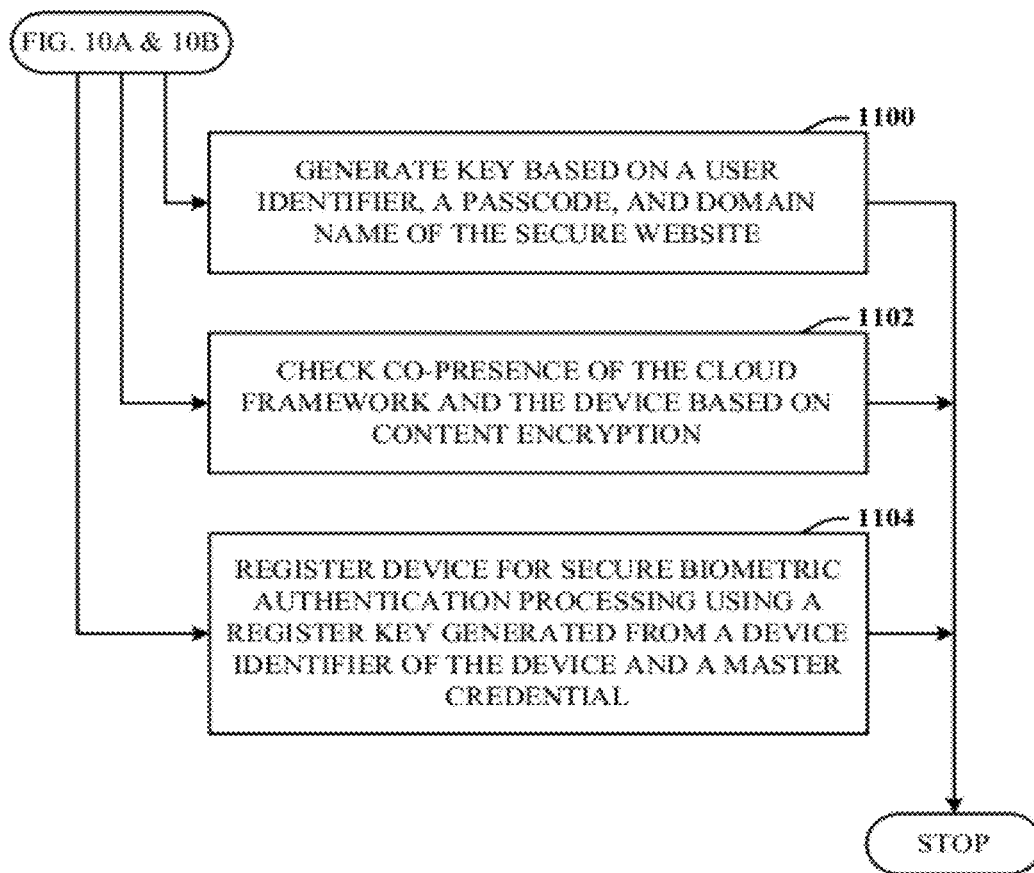 FIG. 10A & 10B
1100
GENERATE KEY BASED ON A USER
IDENTIFIER, A PASSCODE, AND DOMAIN
NAME OF THE SECURE WEBSITE
1102
CHECK CO-PRESENCE OF THE CLOUD
FRAMEWORK AND THE DEVICE BASED ON
CONTENT ENCRYPTION
1104
REGISTER DEVICE FOR SECURE BIOMETRIC
AUTHENTICATION PROCESSING USING A
REGISTER KEY GENERATED FROM A DEVICE
IDENTIFIER OF THE DEVICE AND A MASTER
CREDENTIAL
STOP